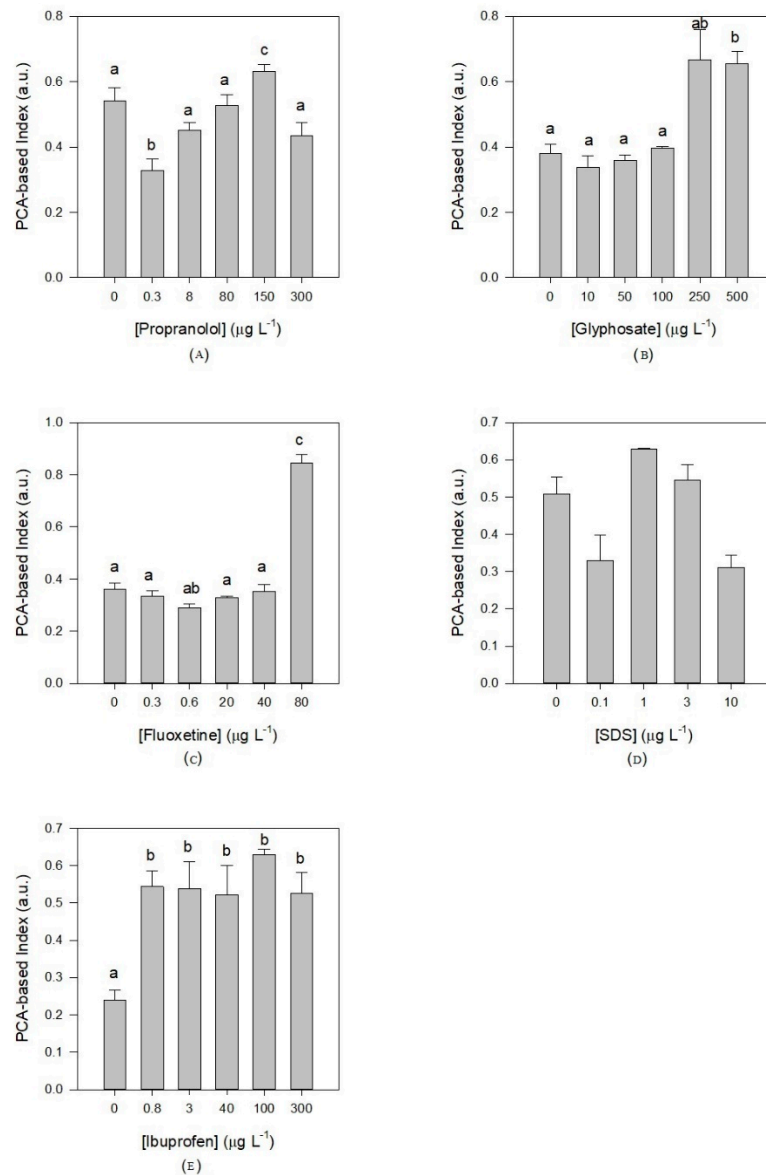 0.8
0.6
0.4
0.2
0.0
PCA-based Index (a.u.)
a
b
a
a
c
a
0 0.3 8 80 150 300
[Propranolol] (µg L⁻¹)
(A)
0.8
0.6
0.4
0.2
0.0
PCA-based Index (a.u.)
a
a
a
a
ab
b
0 10 50 100 250 500
[Glyphosate] (µg L⁻¹)
(B)
1.0
0.8
0.6
0.4
0.2
0.0
PCA-based Index (a.u.)
a
a
ab
a
a
c
0 0.3 0.6 20 40 80
[Fluoxetine] (µg L⁻¹)
(C)
0.7
0.6
0.5
0.4
0.3
0.2
0.1
0.0
PCA-based Index (a.u.)
0 0.1 1 3 10
[SDS] (µg L⁻¹)
(D)
0.7
0.6
0.5
0.4
0.3
0.2
0.1
0.0
PCA-based Index (a.u.)
a
b
b
b
b
b
0 0.8 3 40 100 300
[Ibuprofen] (µg L⁻¹)
(E)